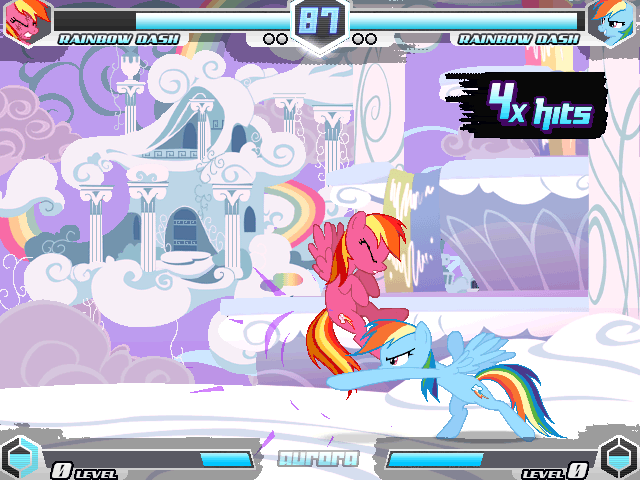 87
RAINBOW DASH
RAINBOW DASH
4x hits
0 LEVEL
aurora
LEVEL 0